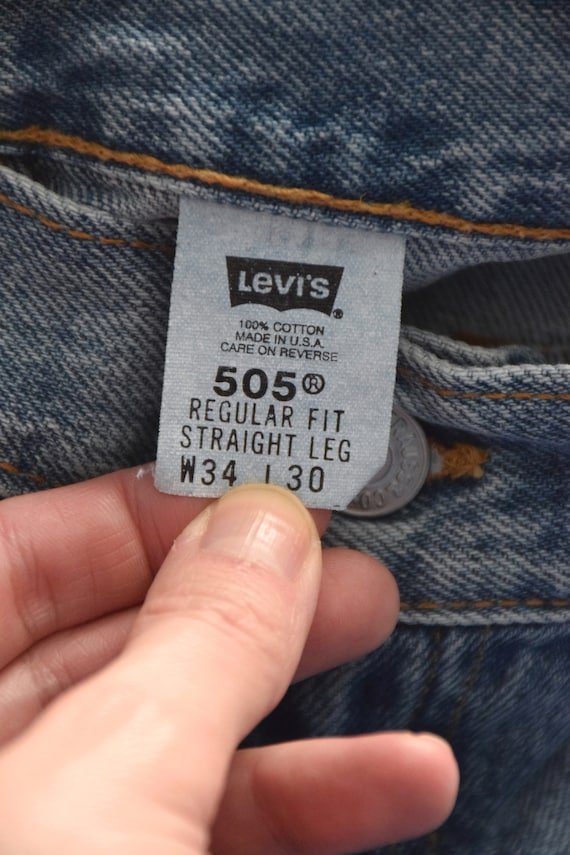 Levi's®
100% COTTON
MADE IN U.S.A.
CARE ON REVERSE
505®
REGULAR FIT
STRAIGHT LEG
W34 L30